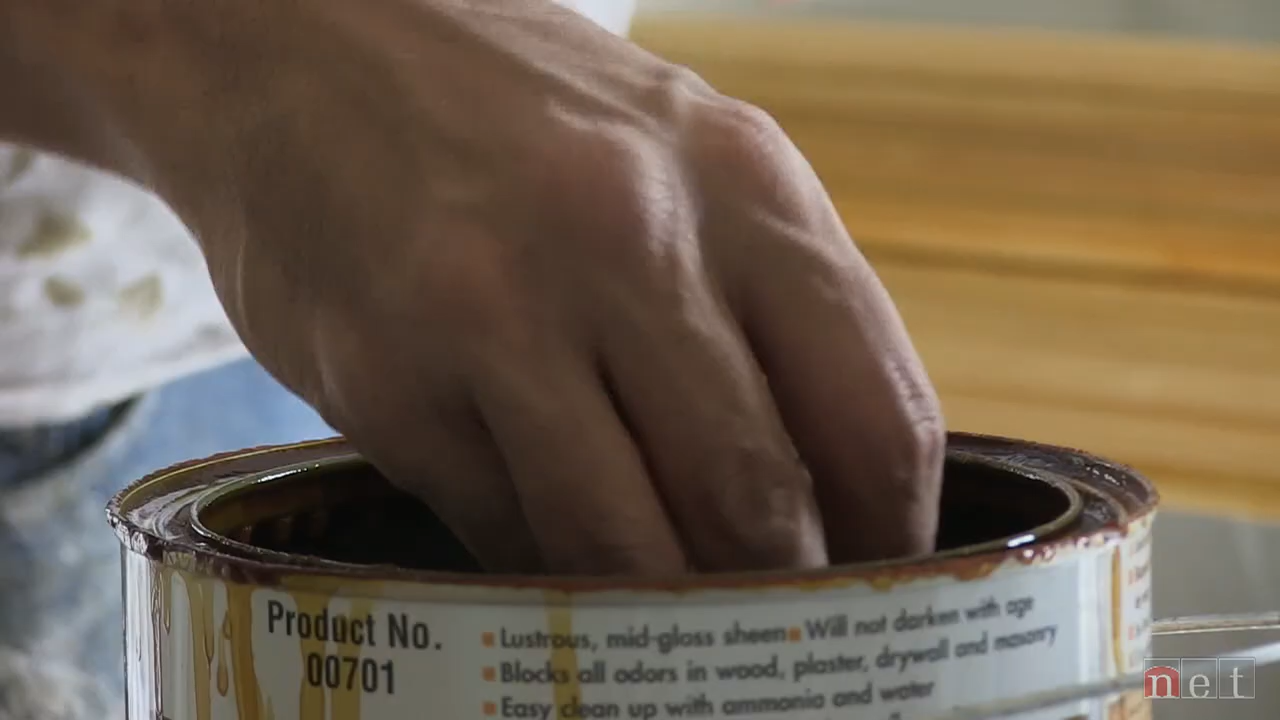 Product No.
00701
Lustrous, mid-gloss sheen
Will not darken with age
Blocks all odors in wood, plaster, drywall and masonry
Easy clean up with ammonia and water
net